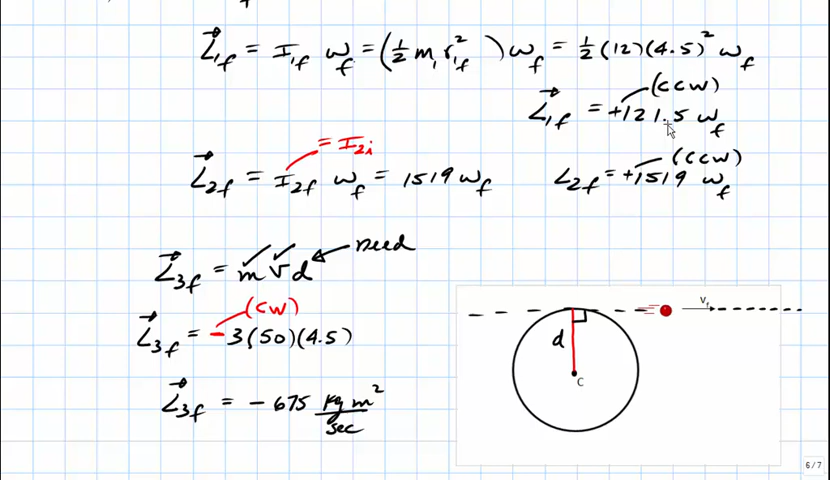 L⃗1f = I1f ωf = (½ m1 r1f² ) ωf = ½ (12)(4.5)² ωf
(CCW)
L⃗1f = +121.5 ωf
= I2i
L⃗2f = I2f ωf = 1519 ωf
(CCW)
L2f = +1519 ωf
need
L⃗3f = m v d
(CW)
L⃗3f = -3(50)(4.5)
L⃗3f = - 675 kg m²/sec
vf
d
C
6/7